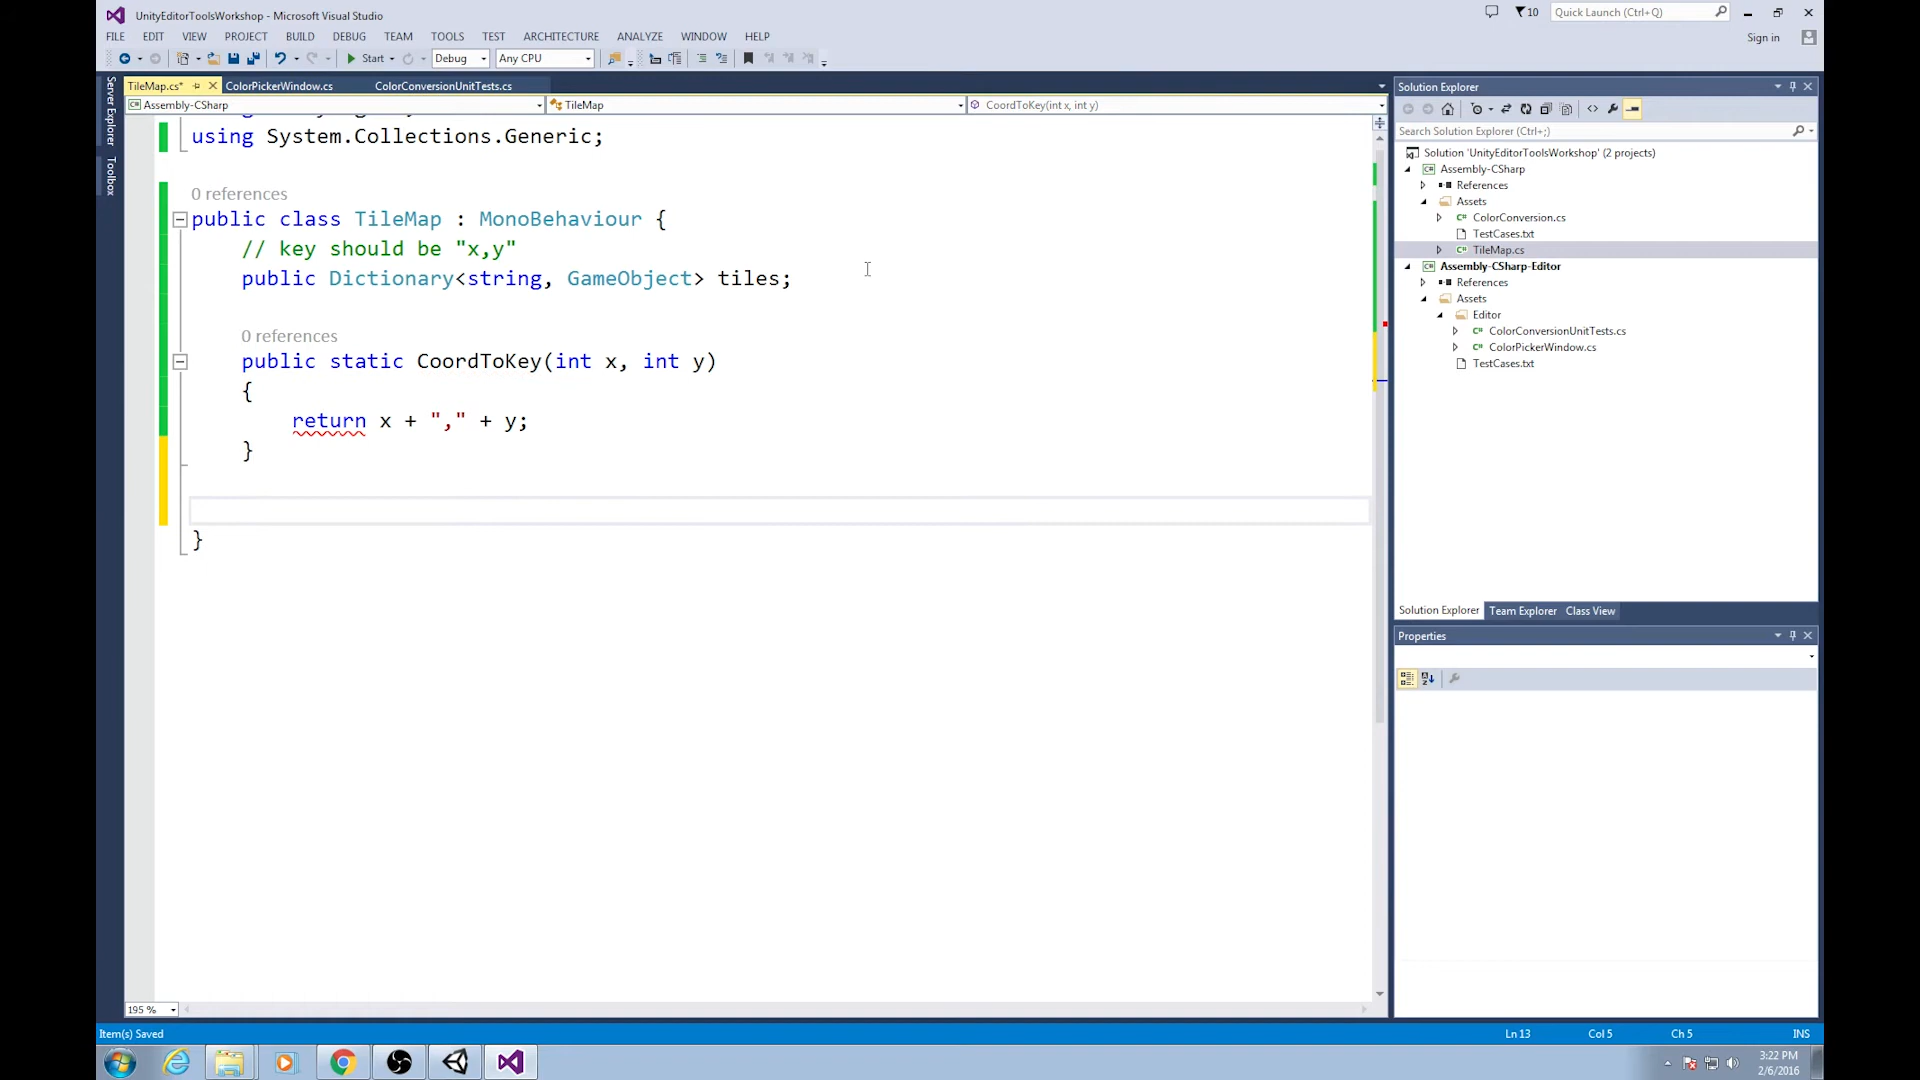 UnityEditorToolsWorkshop - Microsoft Visual Studio
10
Quick Launch (Ctrl+Q)
FILE EDIT VIEW PROJECT BUILD DEBUG TEAM TOOLS TEST ARCHITECTURE ANALYZE WINDOW HELP
Sign in
Start Debug Any CPU
Server Explorer
Toolbox
TileMap.cs* ColorPickerWindow.cs ColorConversionUnitTests.cs
Assembly-CSharp TileMap CoordToKey(int x, int y)
using System.Collections.Generic;
0 references
public class TileMap : MonoBehaviour {
// key should be "x,y"
public Dictionary<string, GameObject> tiles;
0 references
public static CoordToKey(int x, int y)
{
return x + "," + y;
}
}
195 %
Solution Explorer
Search Solution Explorer (Ctrl+;)
Solution 'UnityEditorToolsWorkshop' (2 projects)
Assembly-CSharp
References
Assets
ColorConversion.cs
TestCases.txt
TileMap.cs
Assembly-CSharp-Editor
References
Assets
Editor
ColorConversionUnitTests.cs
ColorPickerWindow.cs
TestCases.txt
Solution Explorer Team Explorer Class View
Properties
Item(s) Saved
Ln 13 Col 5 Ch 5 INS
3:22 PM
2/6/2016